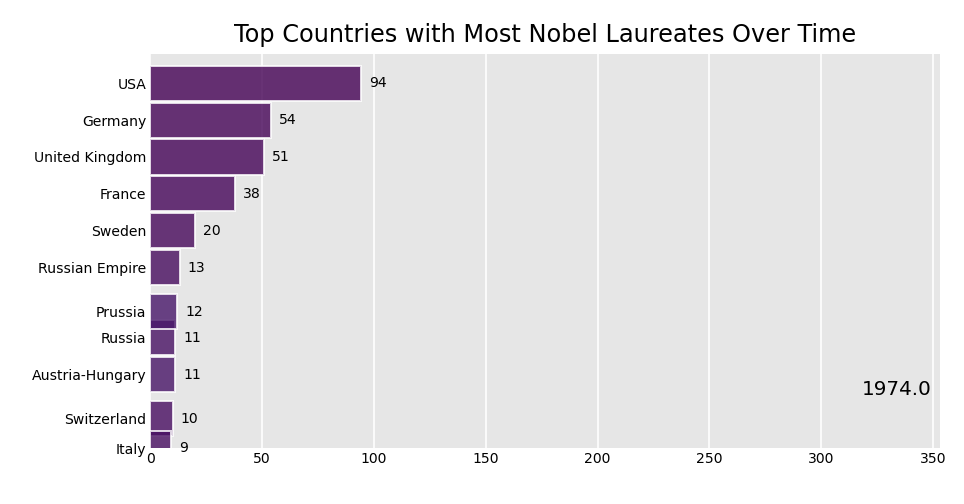 Top Countries with Most Nobel Laureates Over Time
USA 94
Germany 54
United Kingdom 51
France 38
Sweden 20
Russian Empire 13
Prussia 12
Russia 11
Austria-Hungary 11
1974.0
Switzerland 10
Italy 9
0 50 100 150 200 250 300 350